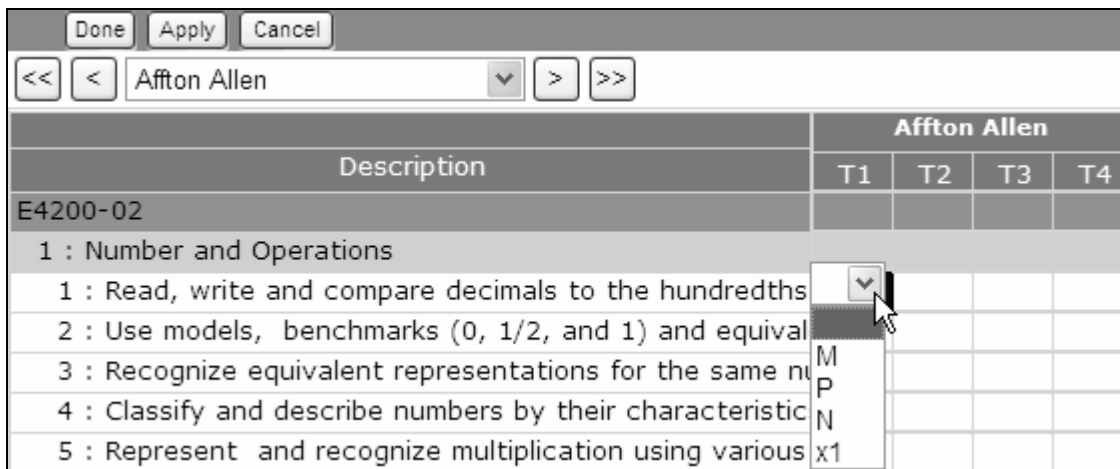 Done Apply Cancel
<< < Affton Allen > >>
Affton Allen
Description T1 T2 T3 T4
E4200-02
1 : Number and Operations
1 : Read, write and compare decimals to the hundredths
2 : Use models, benchmarks (0, 1/2, and 1) and equival
3 : Recognize equivalent representations for the same nu
M
4 : Classify and describe numbers by their characteristic
P
N
5 : Represent and recognize multiplication using various
x1